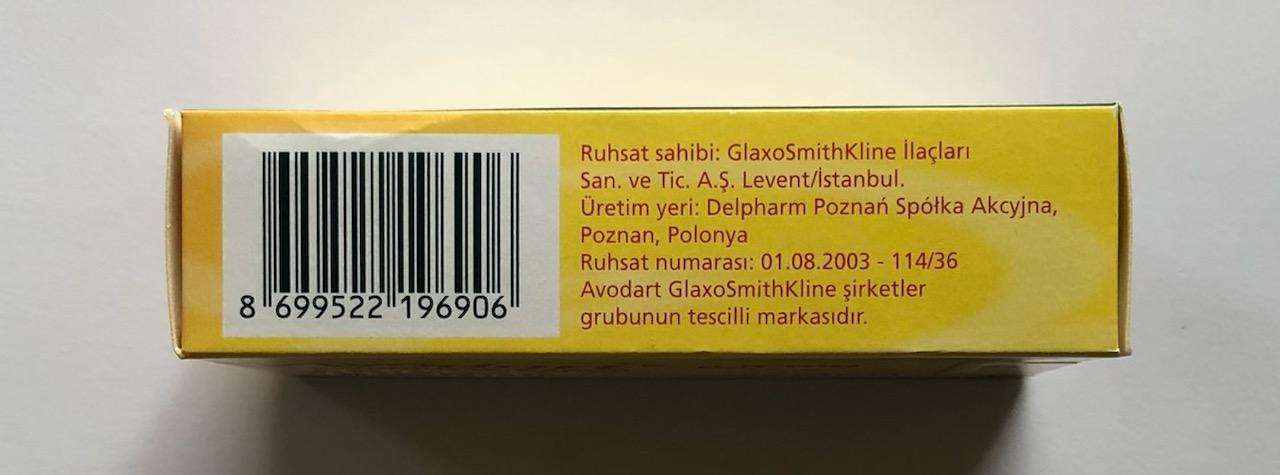 8 699522 196906
Ruhsat sahibi: GlaxoSmithKline İlaçları
San. ve Tic. A.Ş. Levent/İstanbul.
Üretim yeri: Delpharm Poznań Spółka Akcyjna,
Poznan, Polonya
Ruhsat numarası: 01.08.2003 - 114/36
Avodart GlaxoSmithKline şirketler
grubunun tescilli markasıdır.